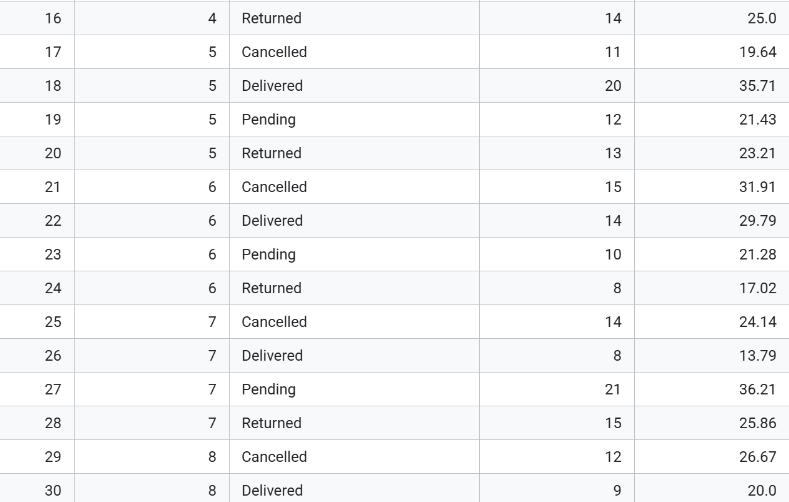 16 4 Returned 14 25.0
17 5 Cancelled 11 19.64
18 5 Delivered 20 35.71
19 5 Pending 12 21.43
20 5 Returned 13 23.21
21 6 Cancelled 15 31.91
22 6 Delivered 14 29.79
23 6 Pending 10 21.28
24 6 Returned 8 17.02
25 7 Cancelled 14 24.14
26 7 Delivered 8 13.79
27 7 Pending 21 36.21
28 7 Returned 15 25.86
29 8 Cancelled 12 26.67
30 8 Delivered 9 20.0